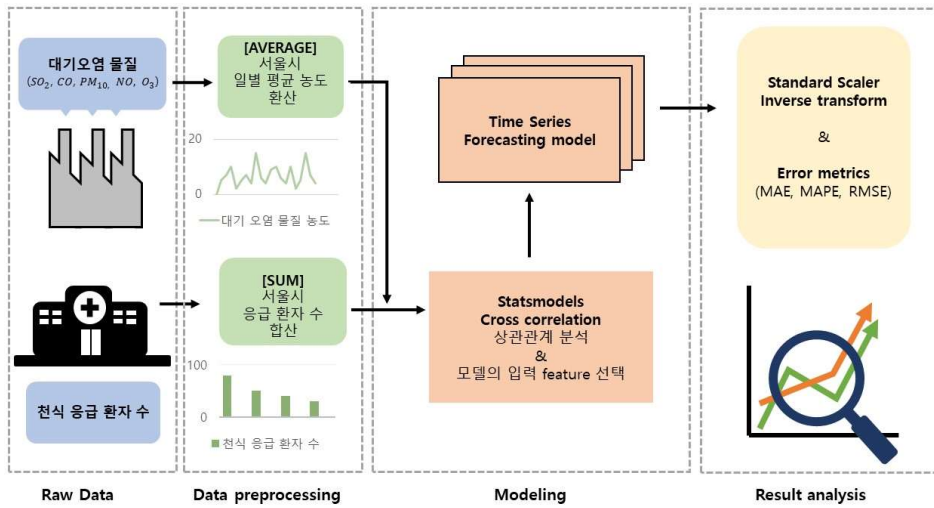 대기오염 물질
(SO₂, CO, PM₁₀, NO, O₃)
천식 응급 환자 수
Raw Data
[AVERAGE]
서울시
일별 평균 농도
환산
20
0
대기 오염 물질 농도
[SUM]
서울시
응급 환자 수
합산
100
0
천식 응급 환자 수
Data preprocessing
Time Series
Forecasting model
Statsmodels
Cross correlation
상관관계 분석
&
모델의 입력 feature 선택
Modeling
Standard Scaler
Inverse transform
&
Error metrics
(MAE, MAPE, RMSE)
Result analysis